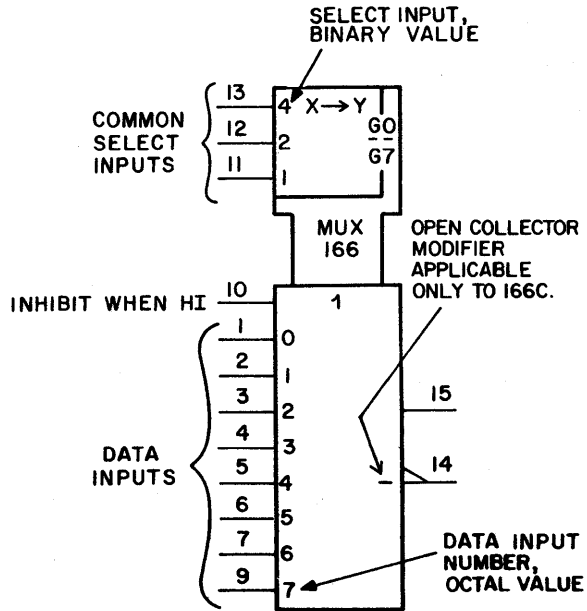 SELECT INPUT,
BINARY VALUE
COMMON
SELECT
INPUTS
13
12
11
4 X→Y
2
1
G0
G7
MUX
166
OPEN COLLECTOR
MODIFIER
APPLICABLE
ONLY TO 166C.
INHIBIT WHEN HI 10
1
DATA
INPUTS
1 0
2 1
3 2
4 3
5 4
6 5
7 6
9 7
15
14
DATA INPUT
NUMBER,
OCTAL VALUE